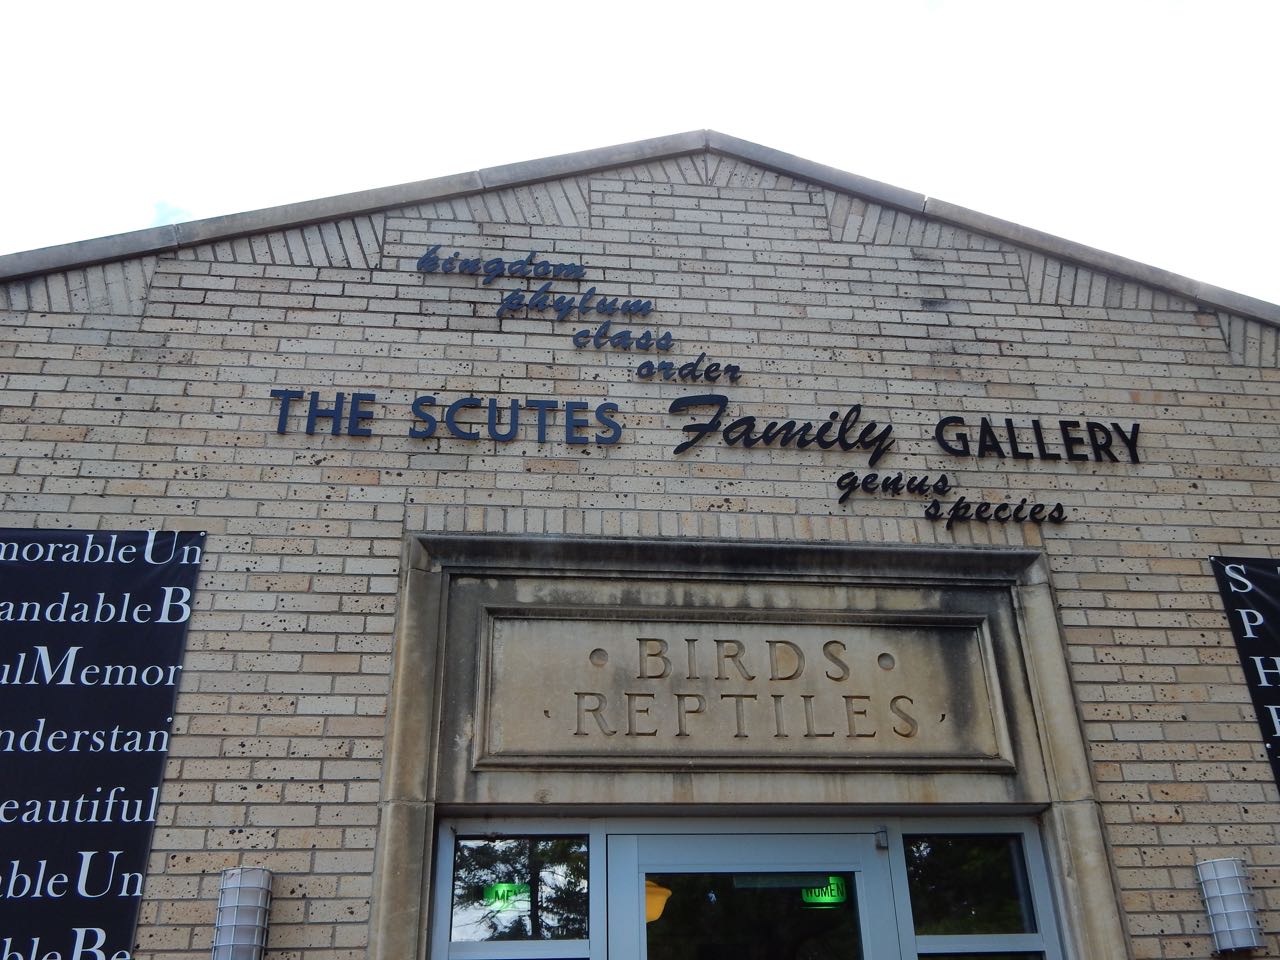 kingdom
phylum
class
order
THE SCUTES Family GALLERY
genus
species
morableUn
andableB
ulMemor
nderstan
eautiful
ableUn
ableBe
S
P
H
• BIRDS •
REPTILES
MEN
WOMEN